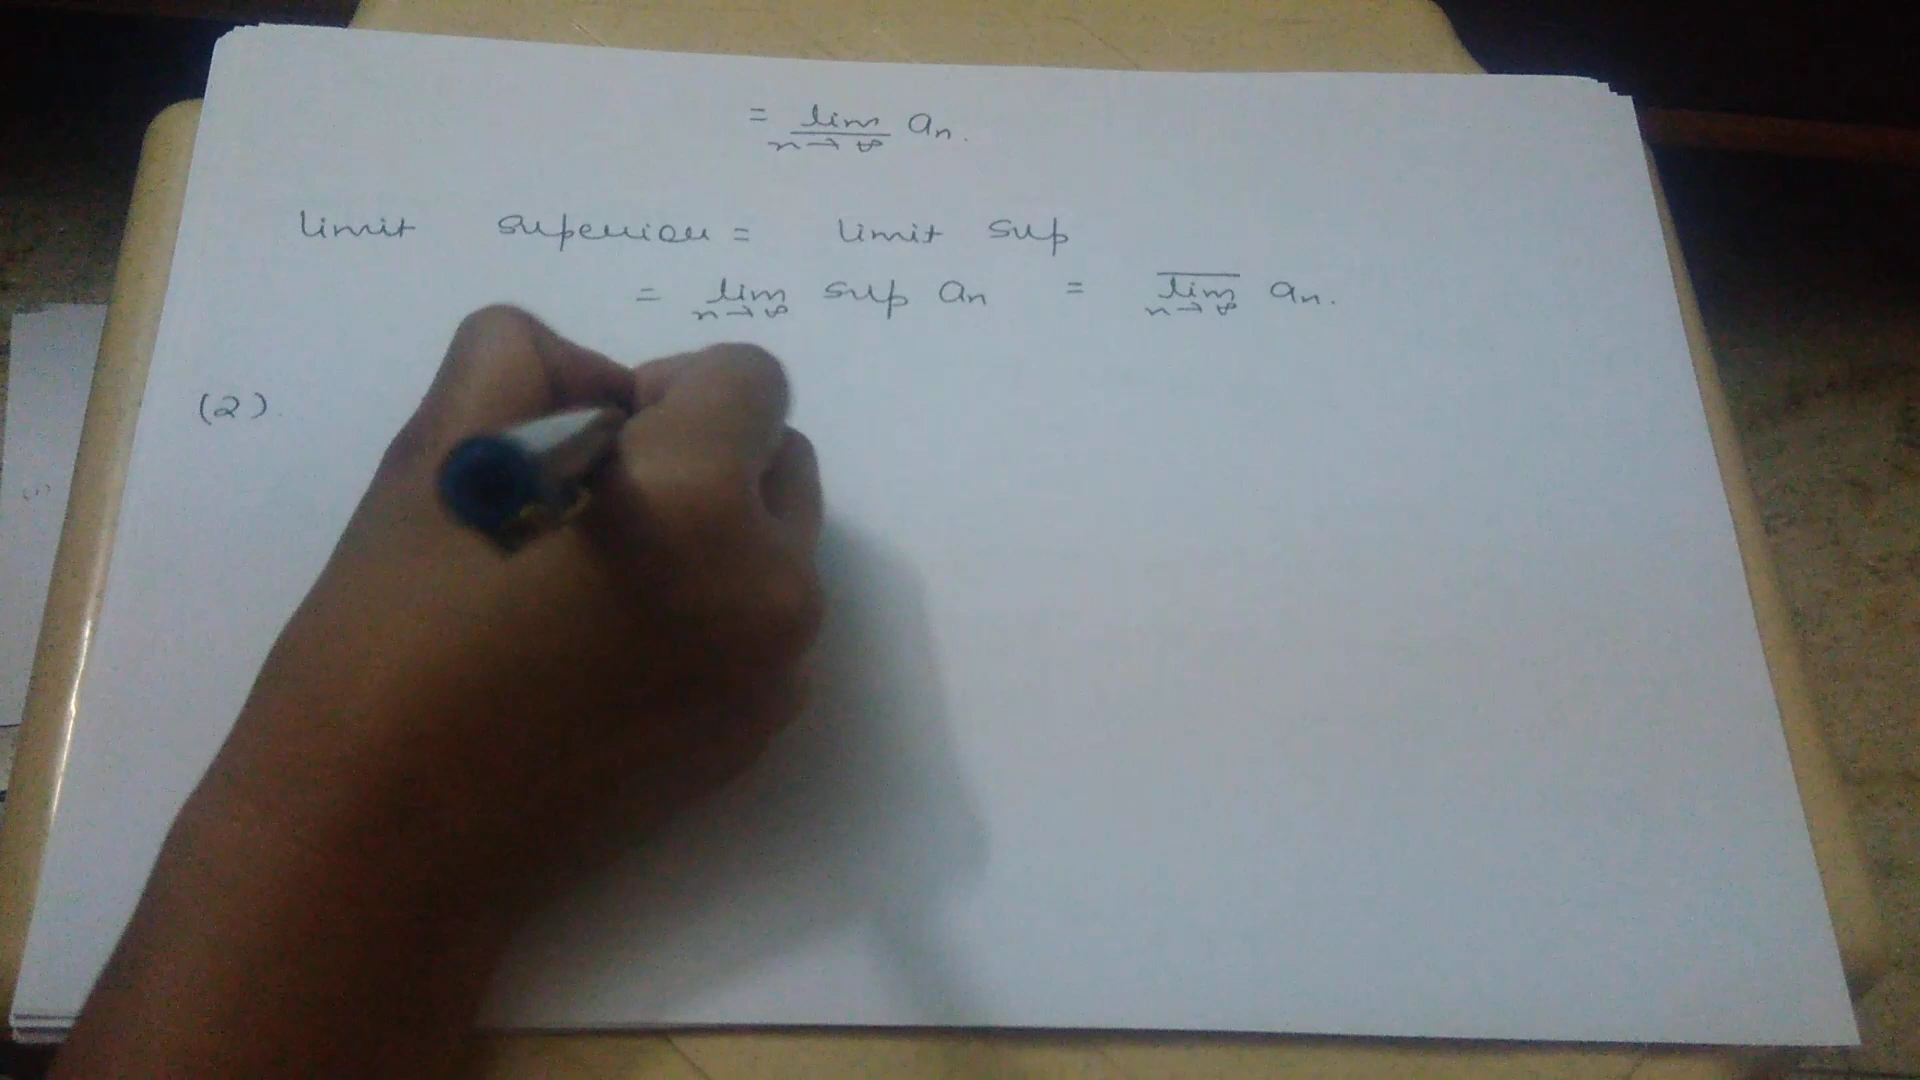 = lim a_n.
n→∞
limit superior = limit sup
= lim sup a_n = lim a_n.
n→∞ n→∞
(2).